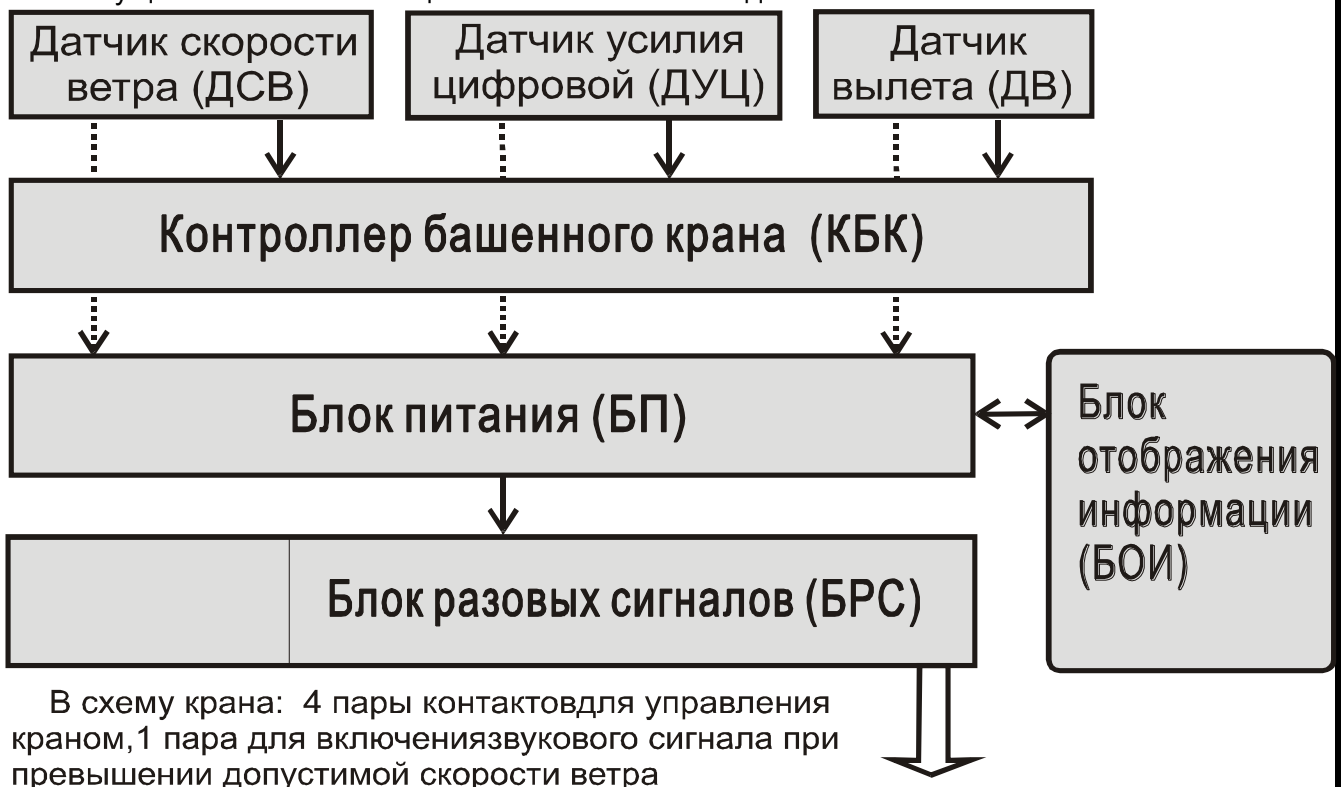 Датчик скорости
ветра (ДСВ)
Датчик усилия
цифровой (ДУЦ)
Датчик
вылета (ДВ)
Контроллер башенного крана (КБК)
Блок питания (БП)
Блок
отображения
информации
(БОИ)
Блок разовых сигналов (БРС)
В схему крана: 4 пары контактовдля управления
краном,1 пара для включениязвукового сигнала при
превышении допустимой скорости ветра